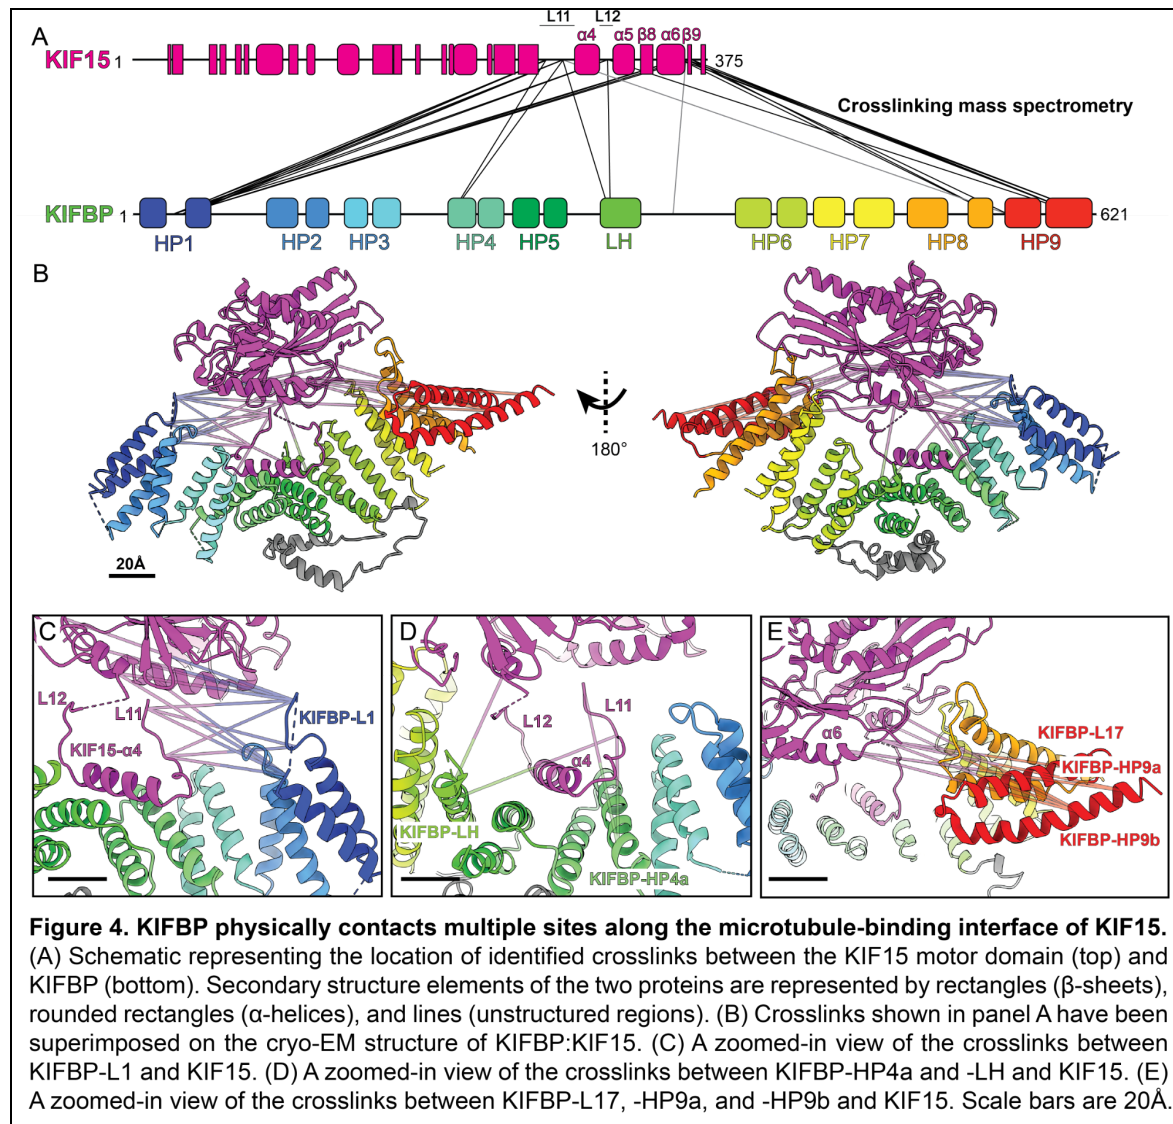 A
L11
L12
α4
α5 β8 α6 β9
KIF15 1
375
Crosslinking mass spectrometry
KIFBP 1
621
HP1
HP2
HP3
HP4
HP5
LH
HP6
HP7
HP8
HP9
B
180°
20Å
C
L12
L11
KIFBP-L1
KIF15-α4
D
L12
L11
α4
KIFBP-LH
KIFBP-HP4a
E
α6
KIFBP-L17
KIFBP-HP9a
KIFBP-HP9b
Figure 4. KIFBP physically contacts multiple sites along the microtubule-binding interface of KIF15.
(A) Schematic representing the location of identified crosslinks between the KIF15 motor domain (top) and
KIFBP (bottom). Secondary structure elements of the two proteins are represented by rectangles (β-sheets),
rounded rectangles (α-helices), and lines (unstructured regions). (B) Crosslinks shown in panel A have been
superimposed on the cryo-EM structure of KIFBP:KIF15. (C) A zoomed-in view of the crosslinks between
KIFBP-L1 and KIF15. (D) A zoomed-in view of the crosslinks between KIFBP-HP4a and -LH and KIF15. (E)
A zoomed-in view of the crosslinks between KIFBP-L17, -HP9a, and -HP9b and KIF15. Scale bars are 20Å.